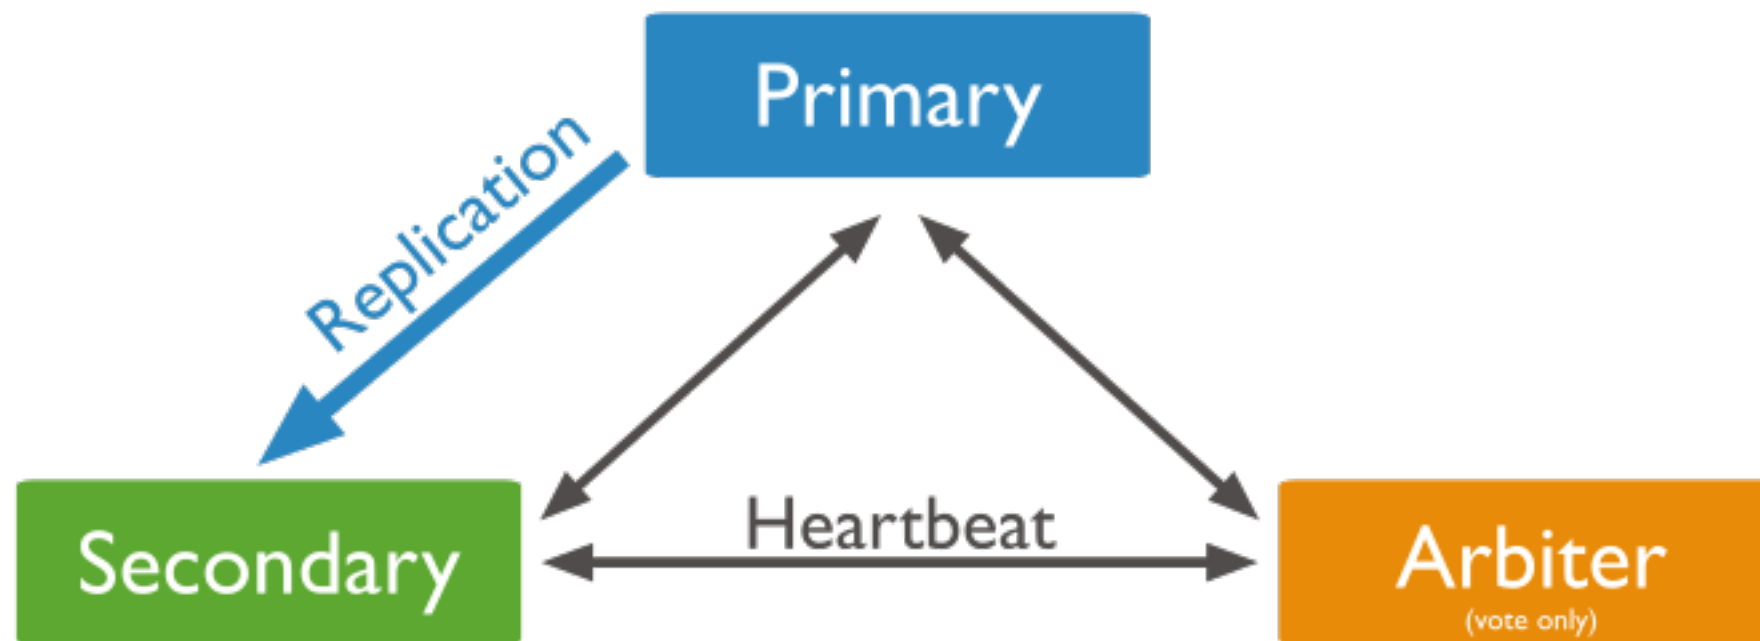 Primary
Replication
Heartbeat
Secondary
Arbiter
(vote only)